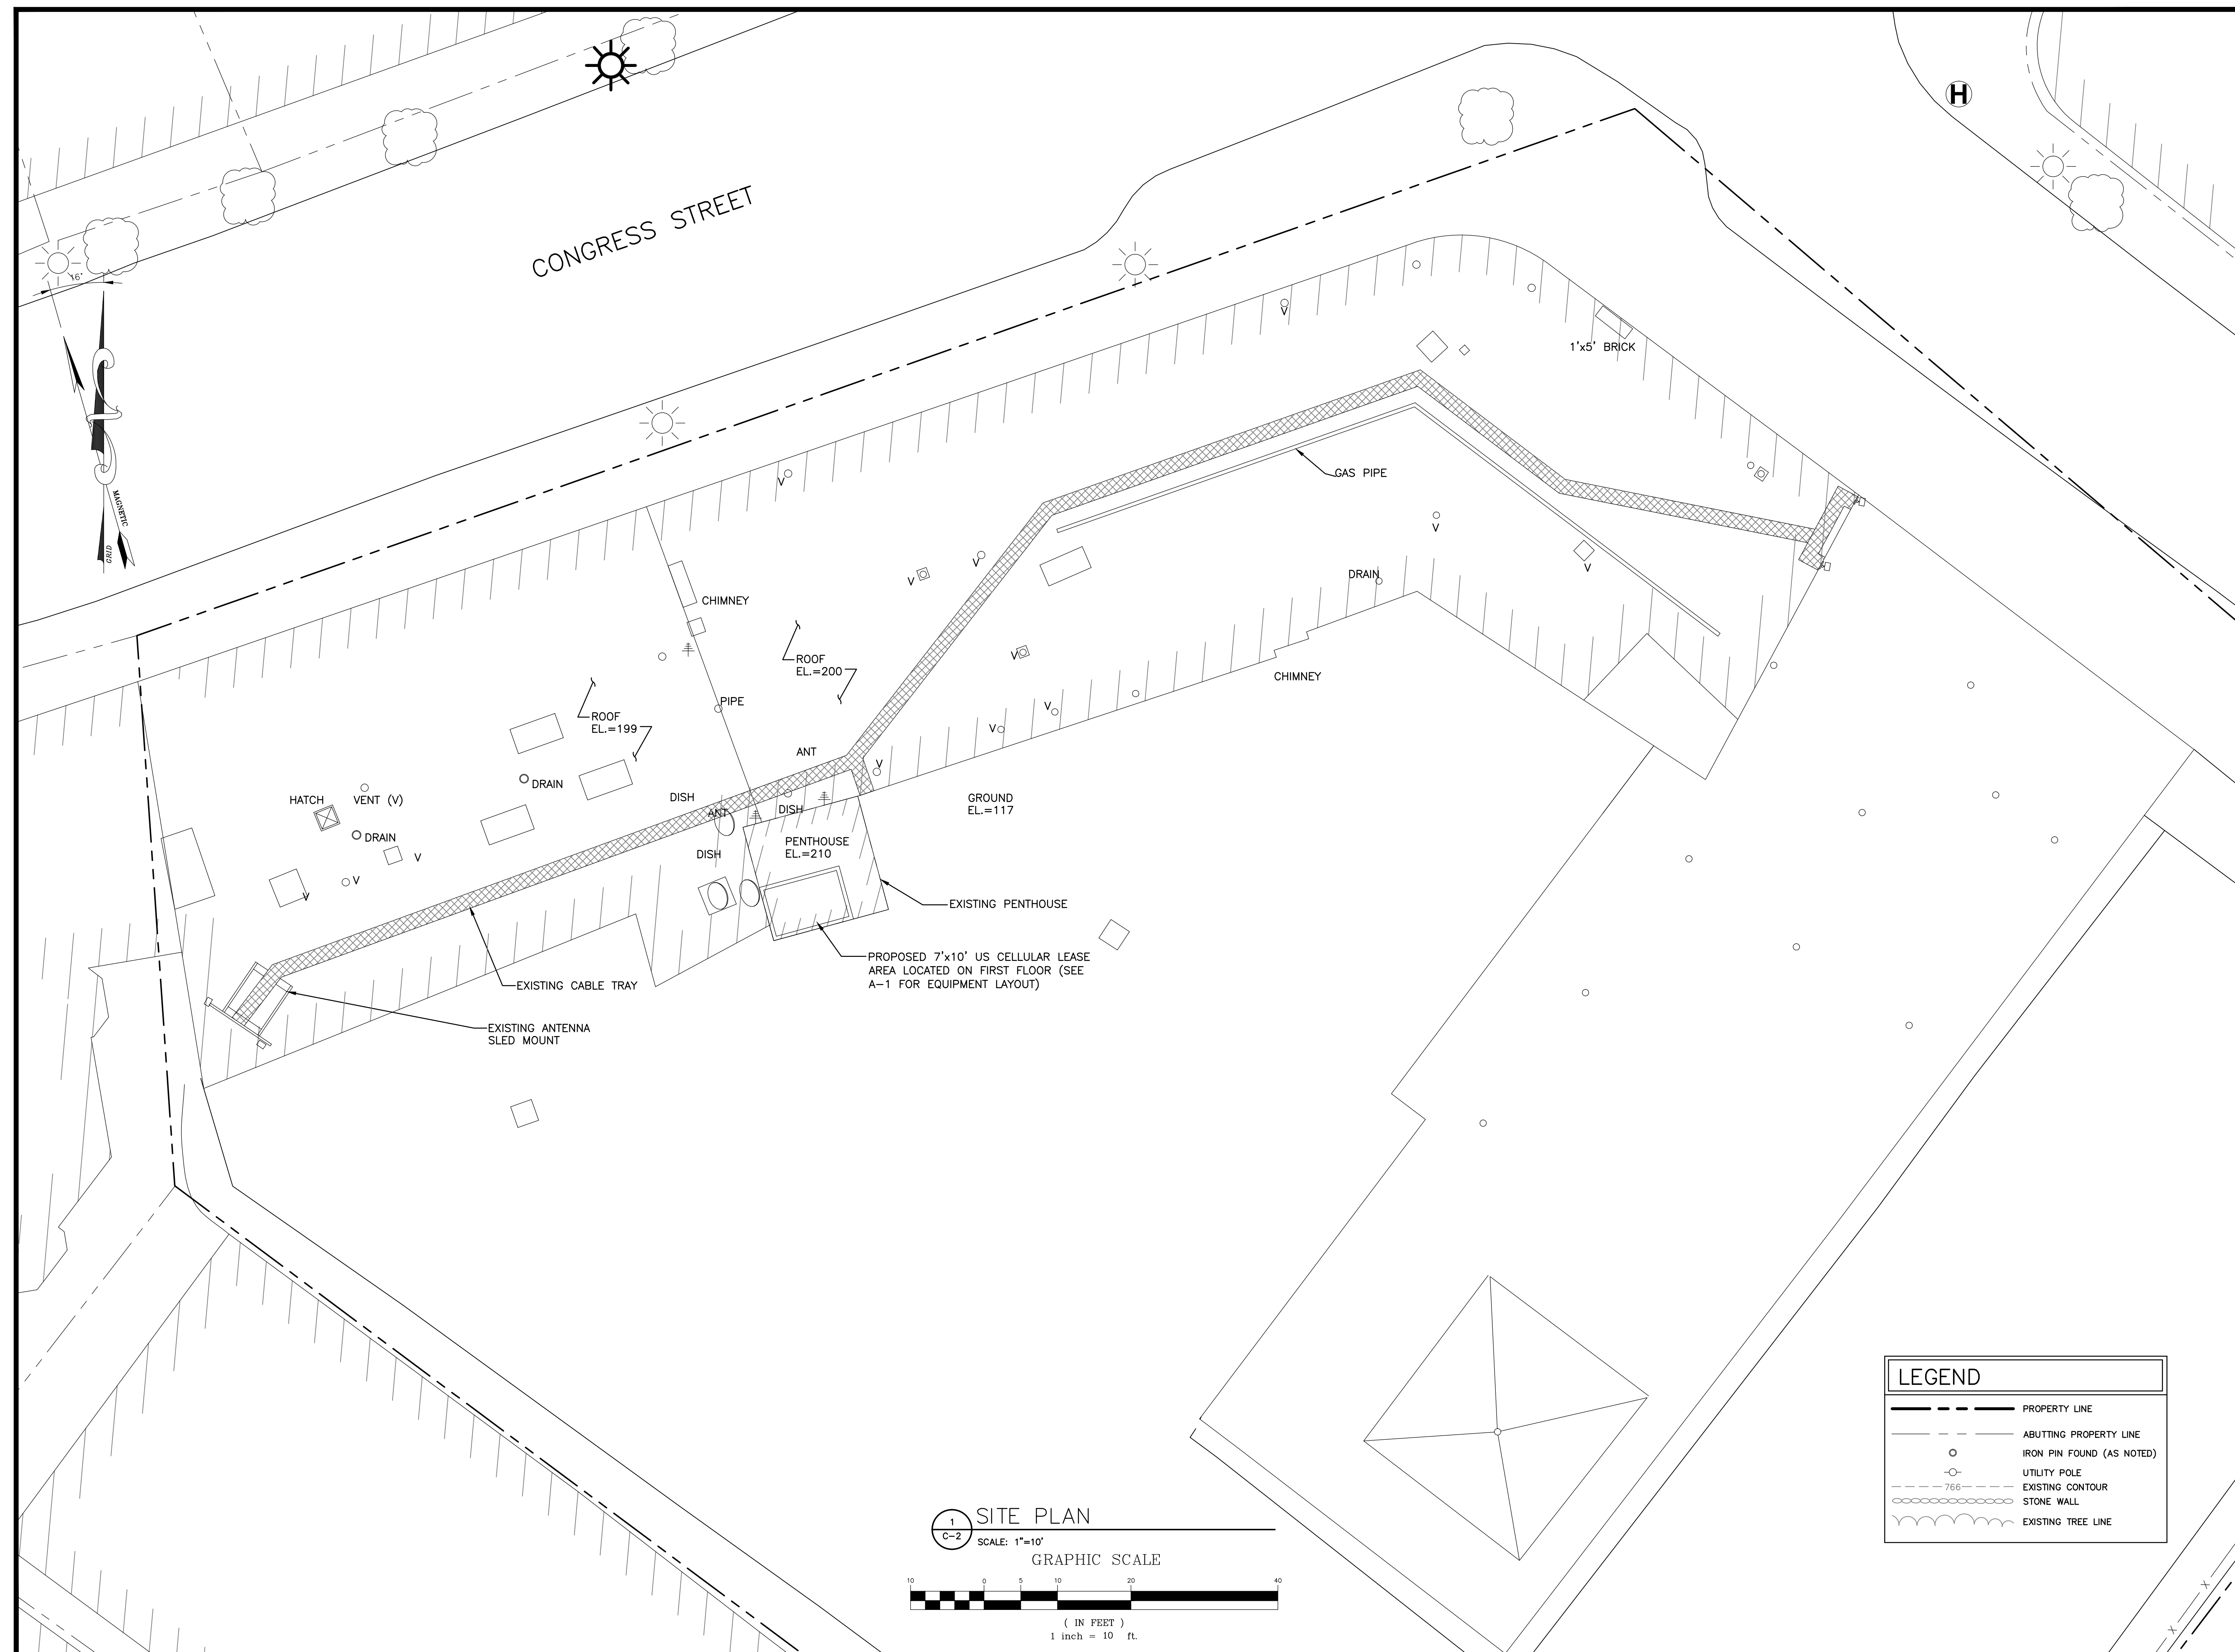 H
CONGRESS STREET
16°
MAGNETIC
GRID
V
1'x5' BRICK
GAS PIPE
V
V
V
V
V
DRAIN
V
CHIMNEY
ROOF
EL.=200
V
CHIMNEY
PIPE
ROOF
EL.=199
V
V
ANT
V
DRAIN
HATCH
VENT (V)
DISH
ANT
DISH
GROUND
EL.=117
DRAIN
PENTHOUSE
EL.=210
DISH
V
V
V
EXISTING PENTHOUSE
PROPOSED 7'x10' US CELLULAR LEASE
AREA LOCATED ON FIRST FLOOR (SEE
A-1 FOR EQUIPMENT LAYOUT)
EXISTING CABLE TRAY
EXISTING ANTENNA
SLED MOUNT
LEGEND
PROPERTY LINE
ABUTTING PROPERTY LINE
IRON PIN FOUND (AS NOTED)
UTILITY POLE
766
EXISTING CONTOUR
STONE WALL
EXISTING TREE LINE
1
C-2
SITE PLAN
SCALE: 1"=10'
GRAPHIC SCALE
10 0 5 10 20 40
( IN FEET )
1 inch = 10 ft.
X
X